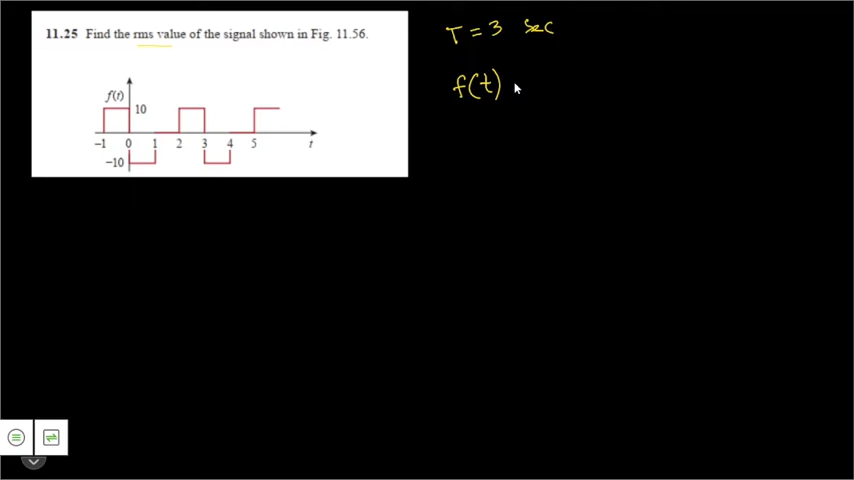 11.25 Find the rms value of the signal shown in Fig. 11.56.
f(t)
10
-1 0 1 2 3 4 5 t
-10
T = 3 sec
f(t)